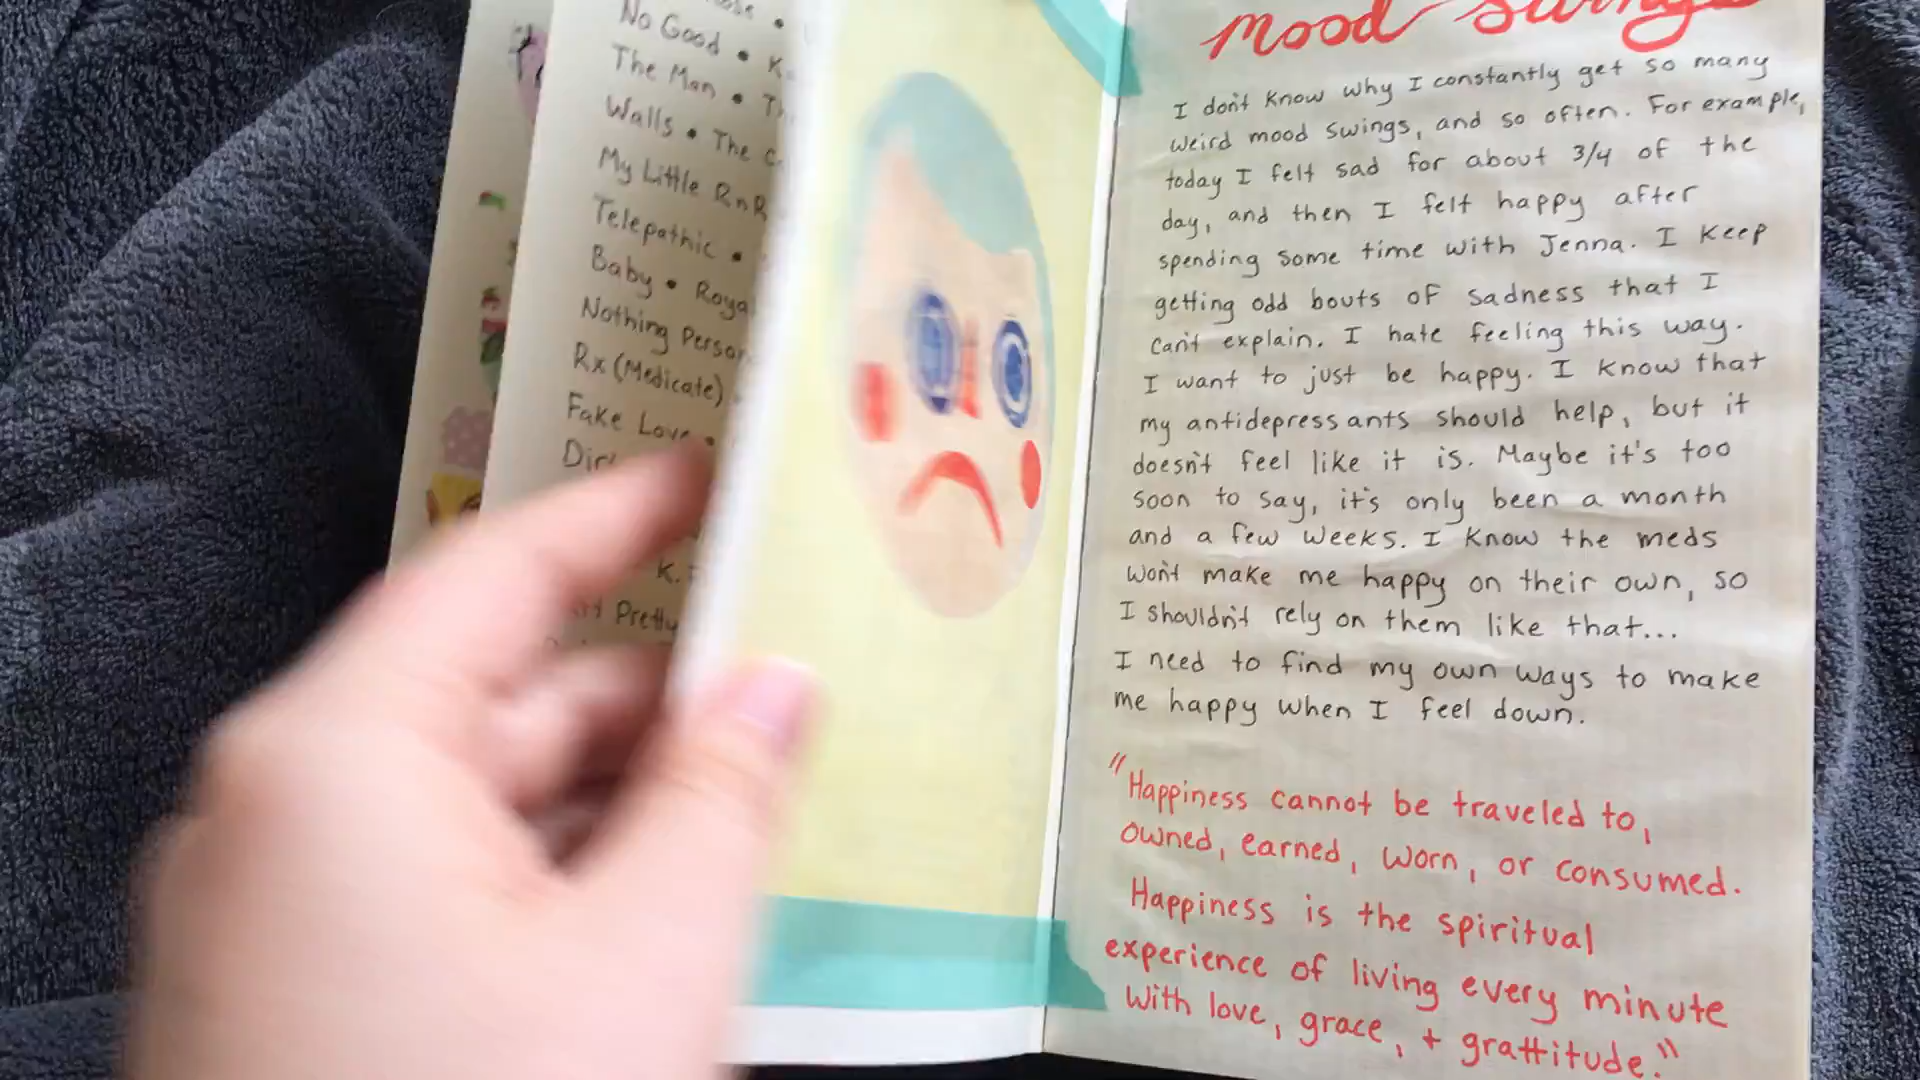 No Good • K
The Man • Th
Walls • The C
My Little RnR
Telepathic •
Baby • Roya
Nothing Person
Rx (Medicate)
Fake Love •
Dir
K. F
Pretty
mood swings
I don't know why I constantly get so many
weird mood swings, and so often. For example,
today I felt sad for about 3/4 of the
day, and then I felt happy after
spending some time with Jenna. I keep
getting odd bouts of sadness that I
can't explain. I hate feeling this way.
I want to just be happy. I know that
my antidepressants should help, but it
doesn't feel like it is. Maybe it's too
soon to say, it's only been a month
and a few weeks. I know the meds
won't make me happy on their own, so
I shouldn't rely on them like that...
I need to find my own ways to make
me happy when I feel down.
"Happiness cannot be traveled to,
owned, earned, worn, or consumed.
Happiness is the spiritual
experience of living every minute
with love, grace, + grattitude."